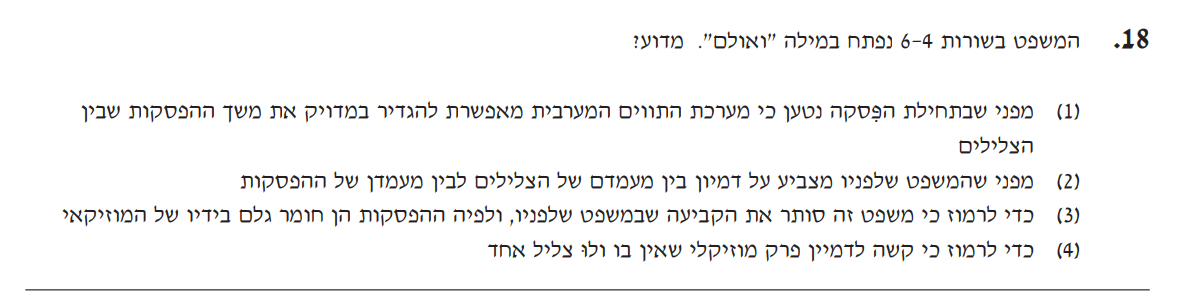 18. המשפט בשורות 6-4 נפתח במילה "ואולם". מדוע?
(1) מפני שבתחילת הפִּסקה נטען כי מערכת התווים המערבית מאפשרת להגדיר במדויק את משך ההפסקות שבין
הצלילים
(2) מפני שהמשפט שלפניו מצביע על דמיון בין מעמדם של הצלילים לבין מעמדן של ההפסקות
(3) כדי לרמוז כי משפט זה סותר את הקביעה שבמשפט שלפניו, ולפיה ההפסקות הן חומר גלם בידיו של המוזיקאי
(4) כדי לרמוז כי קשה לדמיין פרק מוזיקלי שאין בו ולוּ צליל אחד